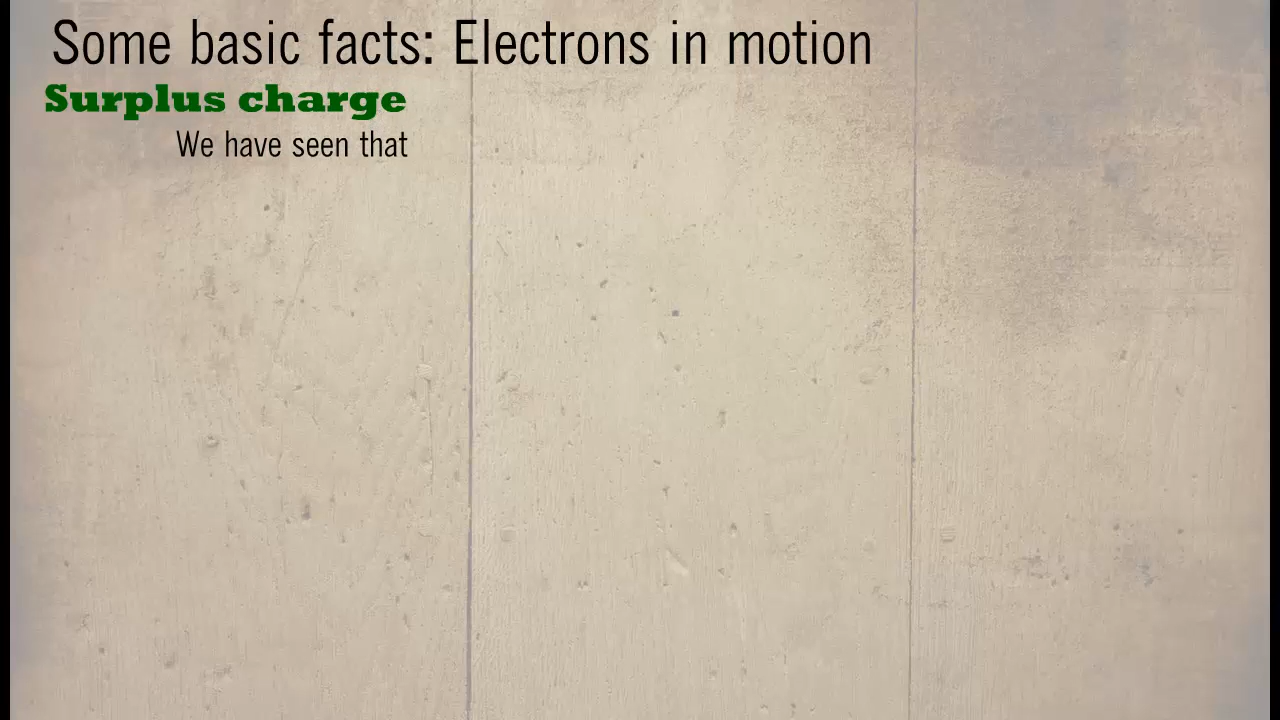 Some basic facts: Electrons in motion
Surplus charge
We have seen that